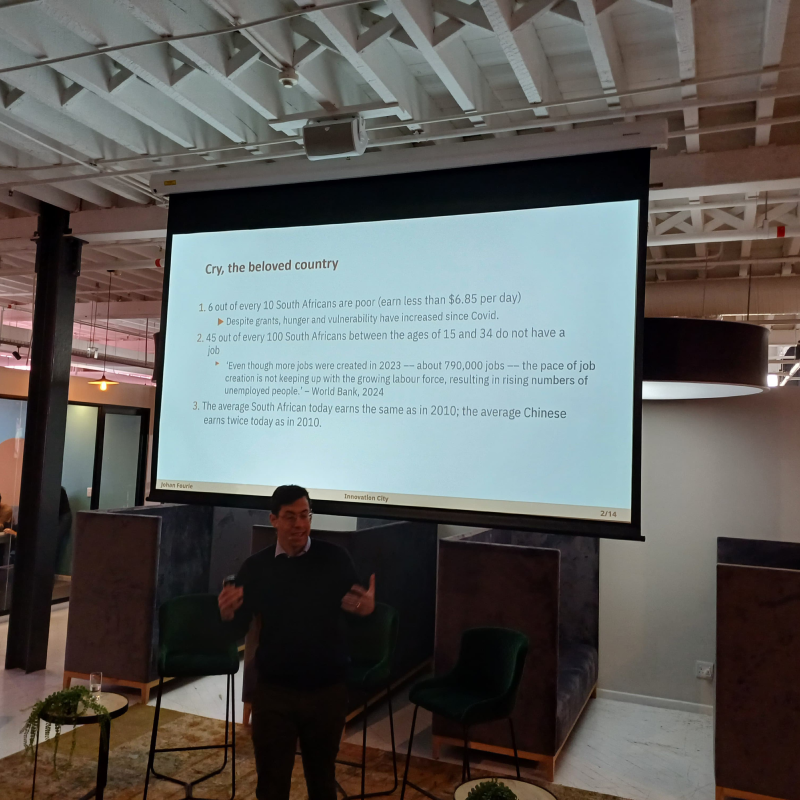 Cry, the beloved country
1. 6 out of every 10 South Africans are poor (earn less than $6.85 per day)
▶ Despite grants, hunger and vulnerability have increased since Covid.
2. 45 out of every 100 South Africans between the ages of 15 and 34 do not have a
job
▶ 'Even though more jobs were created in 2023 –– about 790,000 jobs –– the pace of job
creation is not keeping up with the growing labour force, resulting in rising numbers of
unemployed people.' – World Bank, 2024
3. The average South African today earns the same as in 2010; the average Chinese
earns twice today as in 2010.
Johan Fourie
Innovation City
2/14